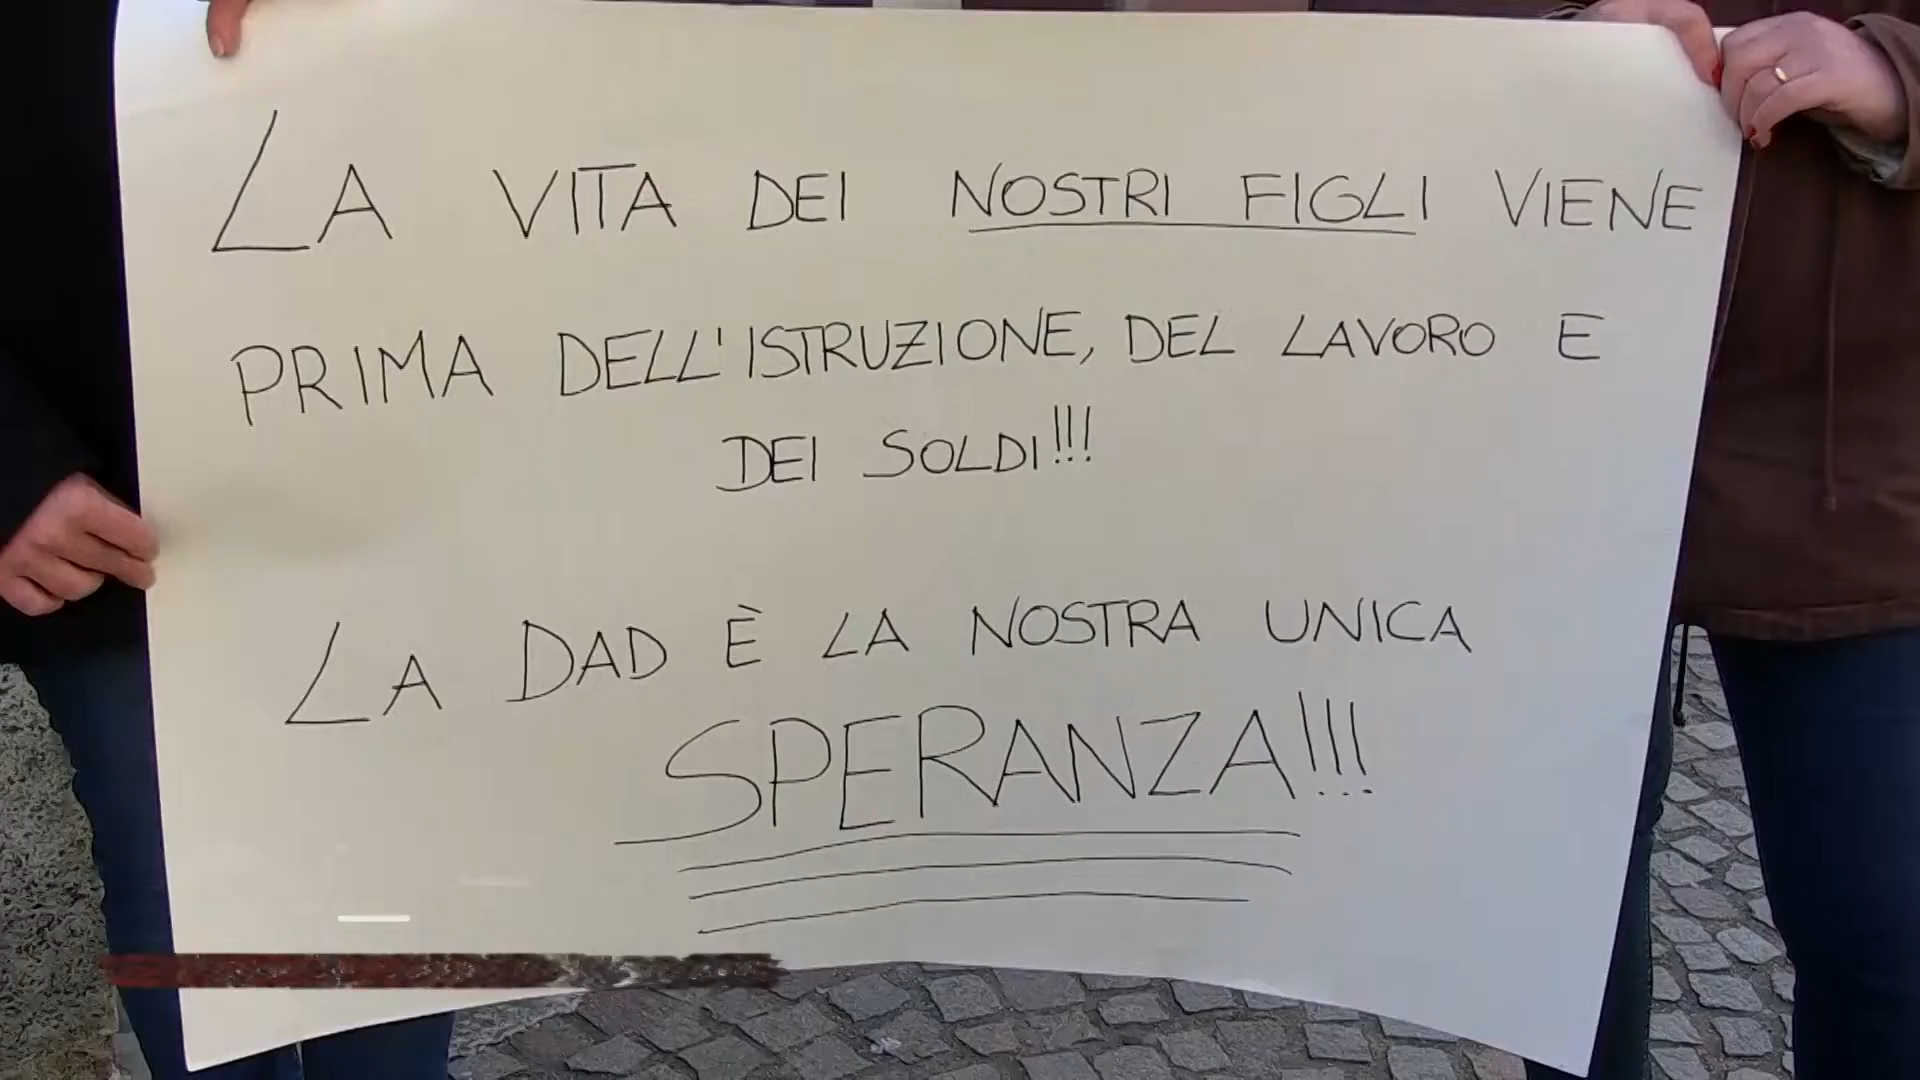 LA VITA DEI NOSTRI FIGLI VIENE
PRIMA DELL'ISTRUZIONE, DEL LAVORO E
DEI SOLDI!!!
LA DAD È LA NOSTRA UNICA
SPERANZA!!!